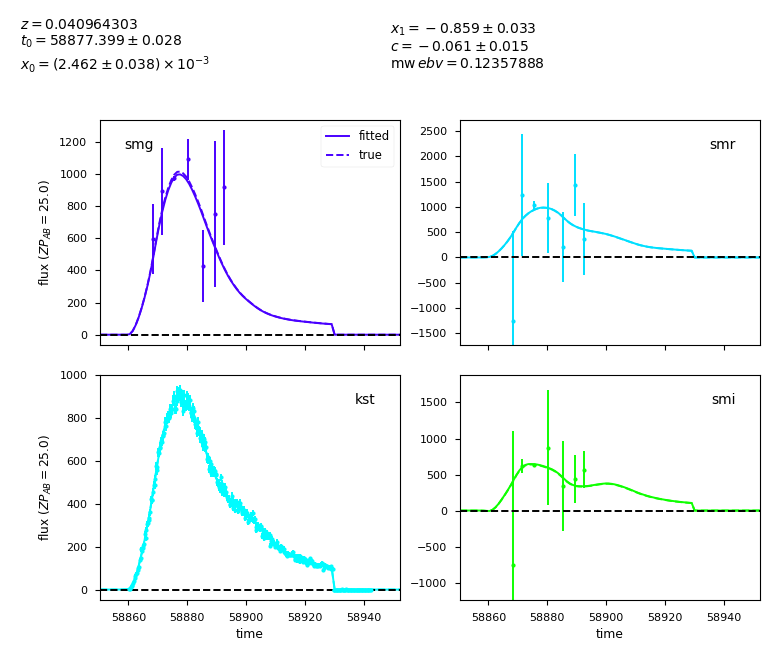 z = 0.040964303
t₀ = 58877.399 ± 0.028
x₀ = (2.462 ± 0.038) × 10⁻³
x₁ = −0.859 ± 0.033
c = −0.061 ± 0.015
mw ebv = 0.12357888
smg
fitted
true
flux (ZP_AB = 25.0)
1200
1000
800
600
400
200
0
smr
2500
2000
1500
1000
500
0
−500
−1000
−1500
kst
flux (ZP_AB = 25.0)
1000
800
600
400
200
0
58860 58880 58900 58920 58940
time
smi
1500
1000
500
0
−500
−1000
58860 58880 58900 58920 58940
time